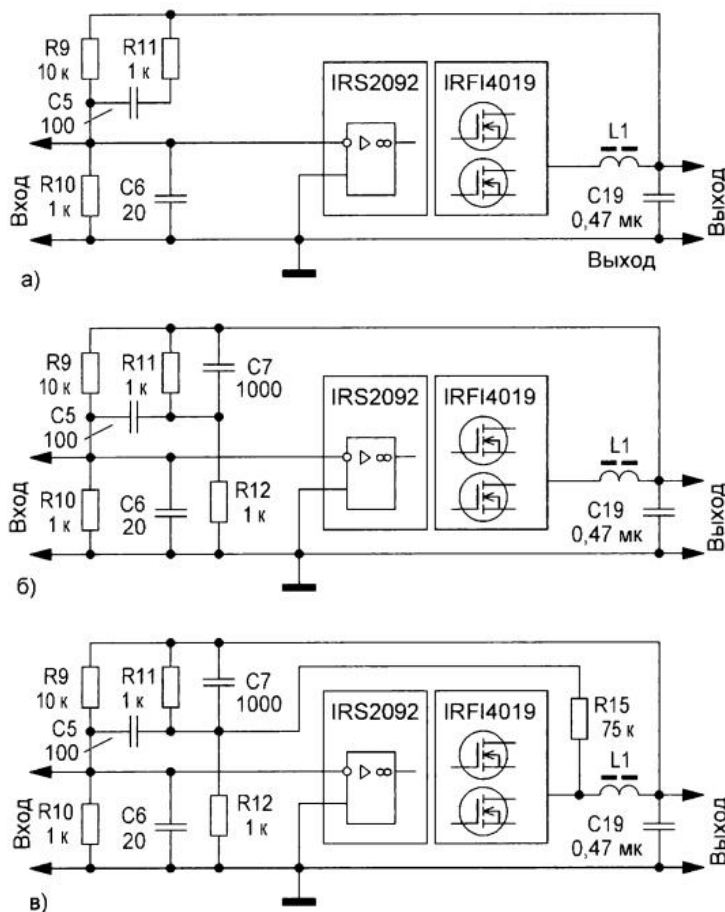 R9
10 к
R11
1 к
C5
100
R10
1 к
C6
20
Вход
IRS2092
IRFI4019
▷ ∞
L1
C19
0,47 мк
Выход
Выход
а)
R9
10 к
R11
1 к
C7
1000
C5
100
R10
1 к
C6
20
R12
1 к
Вход
IRS2092
IRFI4019
▷ ∞
L1
C19
0,47 мк
Выход
б)
R9
10 к
R11
1 к
C7
1000
C5
100
R10
1 к
C6
20
R12
1 к
Вход
IRS2092
IRFI4019
▷ ∞
R15
75 к
L1
C19
0,47 мк
Выход
в)